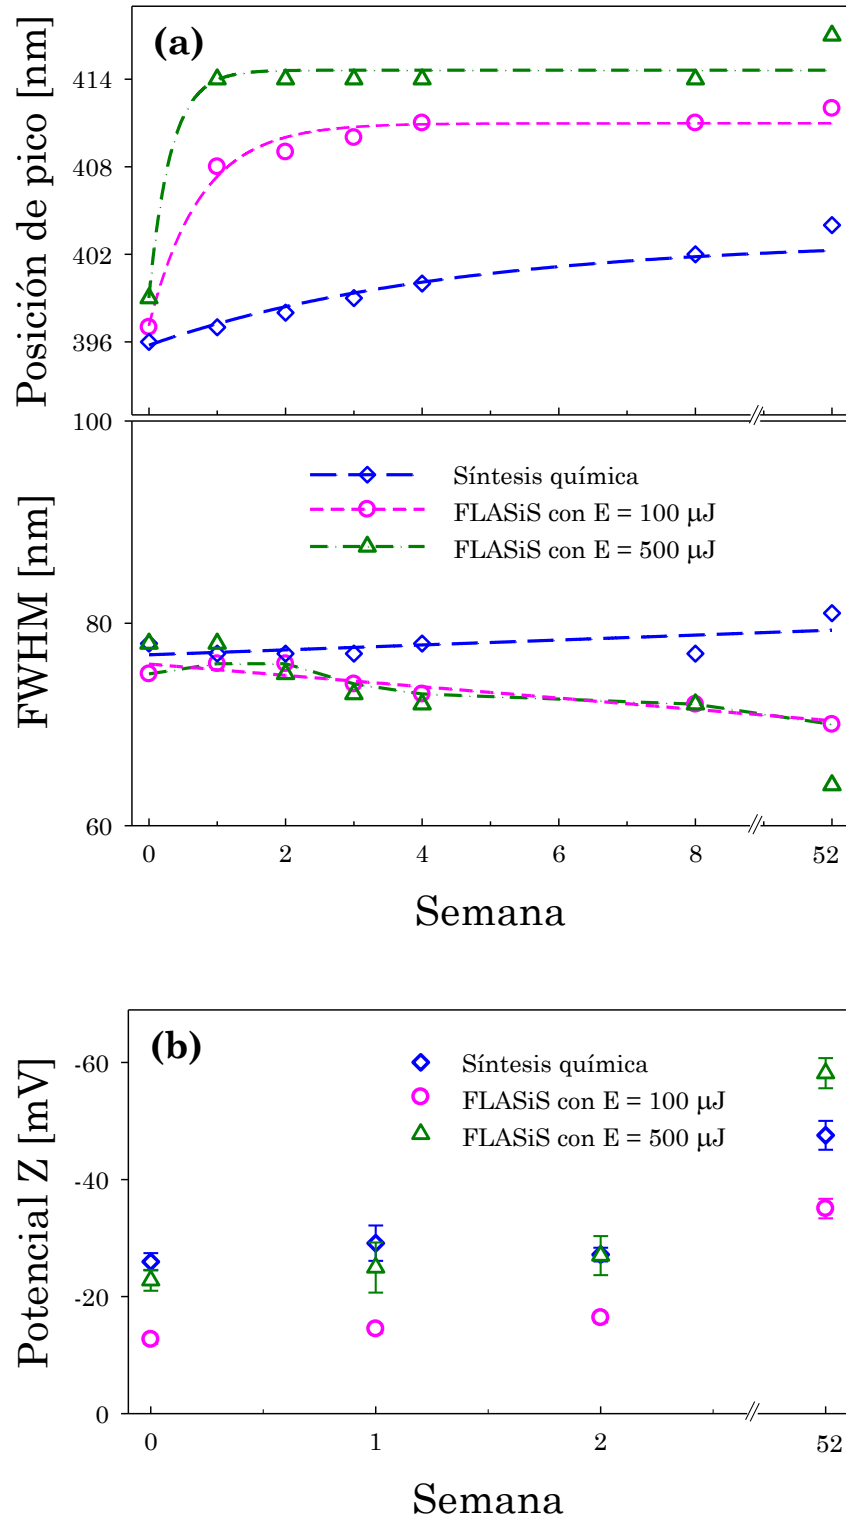 (a)
Posición de pico [nm]
414
408
402
396
FWHM [nm]
100
80
60
Síntesis química
FLASiS con E = 100 μJ
FLASiS con E = 500 μJ
0 2 4 6 8 52
Semana
(b)
Potencial Z [mV]
-60
-40
-20
0
Síntesis química
FLASiS con E = 100 μJ
FLASiS con E = 500 μJ
0 1 2 52
Semana